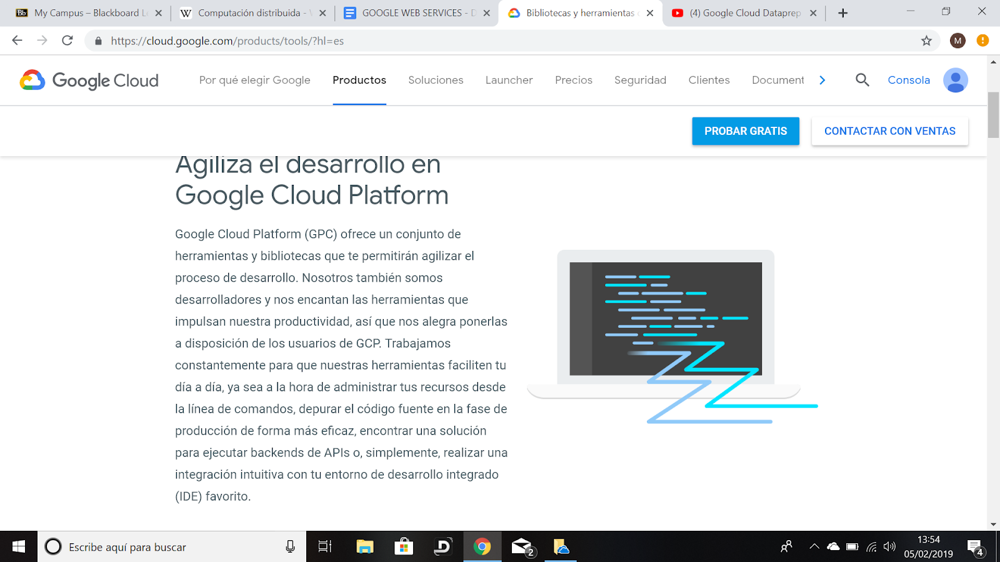 My Campus – Blackboard Le
Computación distribuida -
GOOGLE WEB SERVICES - D
Bibliotecas y herramientas
(4) Google Cloud Dataprep
https://cloud.google.com/products/tools/?hl=es
M
Google Cloud
Por qué elegir Google
Productos
Soluciones
Launcher
Precios
Seguridad
Clientes
Document
Consola
PROBAR GRATIS
CONTACTAR CON VENTAS
Agiliza el desarrollo en
Google Cloud Platform
Google Cloud Platform (GPC) ofrece un conjunto de
herramientas y bibliotecas que te permitirán agilizar el
proceso de desarrollo. Nosotros también somos
desarrolladores y nos encantan las herramientas que
impulsan nuestra productividad, así que nos alegra ponerlas
a disposición de los usuarios de GCP. Trabajamos
constantemente para que nuestras herramientas faciliten tu
día a día, ya sea a la hora de administrar tus recursos desde
la línea de comandos, depurar el código fuente en la fase de
producción de forma más eficaz, encontrar una solución
para ejecutar backends de APIs o, simplemente, realizar una
integración intuitiva con tu entorno de desarrollo integrado
(IDE) favorito.
Escribe aquí para buscar
2
13:54
05/02/2019
4